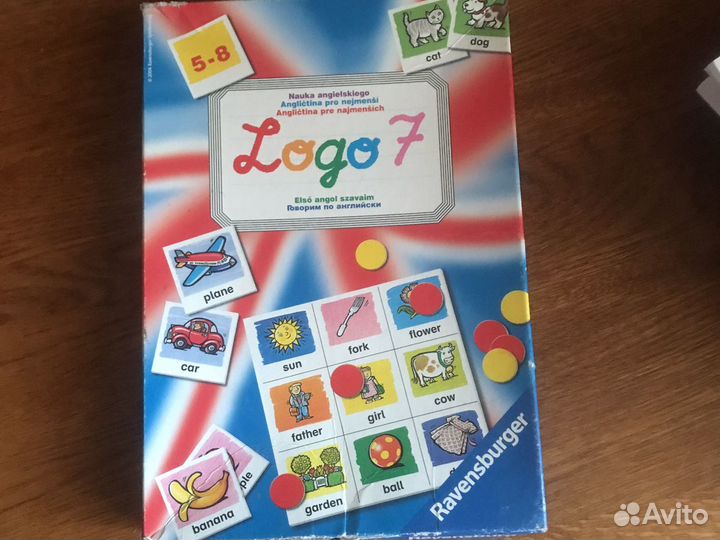 5-8
cat
dog
Nauka angielskiego
Angličtina pro nejmenší
Angličtina pre najmenších
Logo 7
Első angol szavaim
Говорим по английски
plane
car
sun
fork
flower
father
girl
cow
garden
ball
banana
Ravensburger
Avito